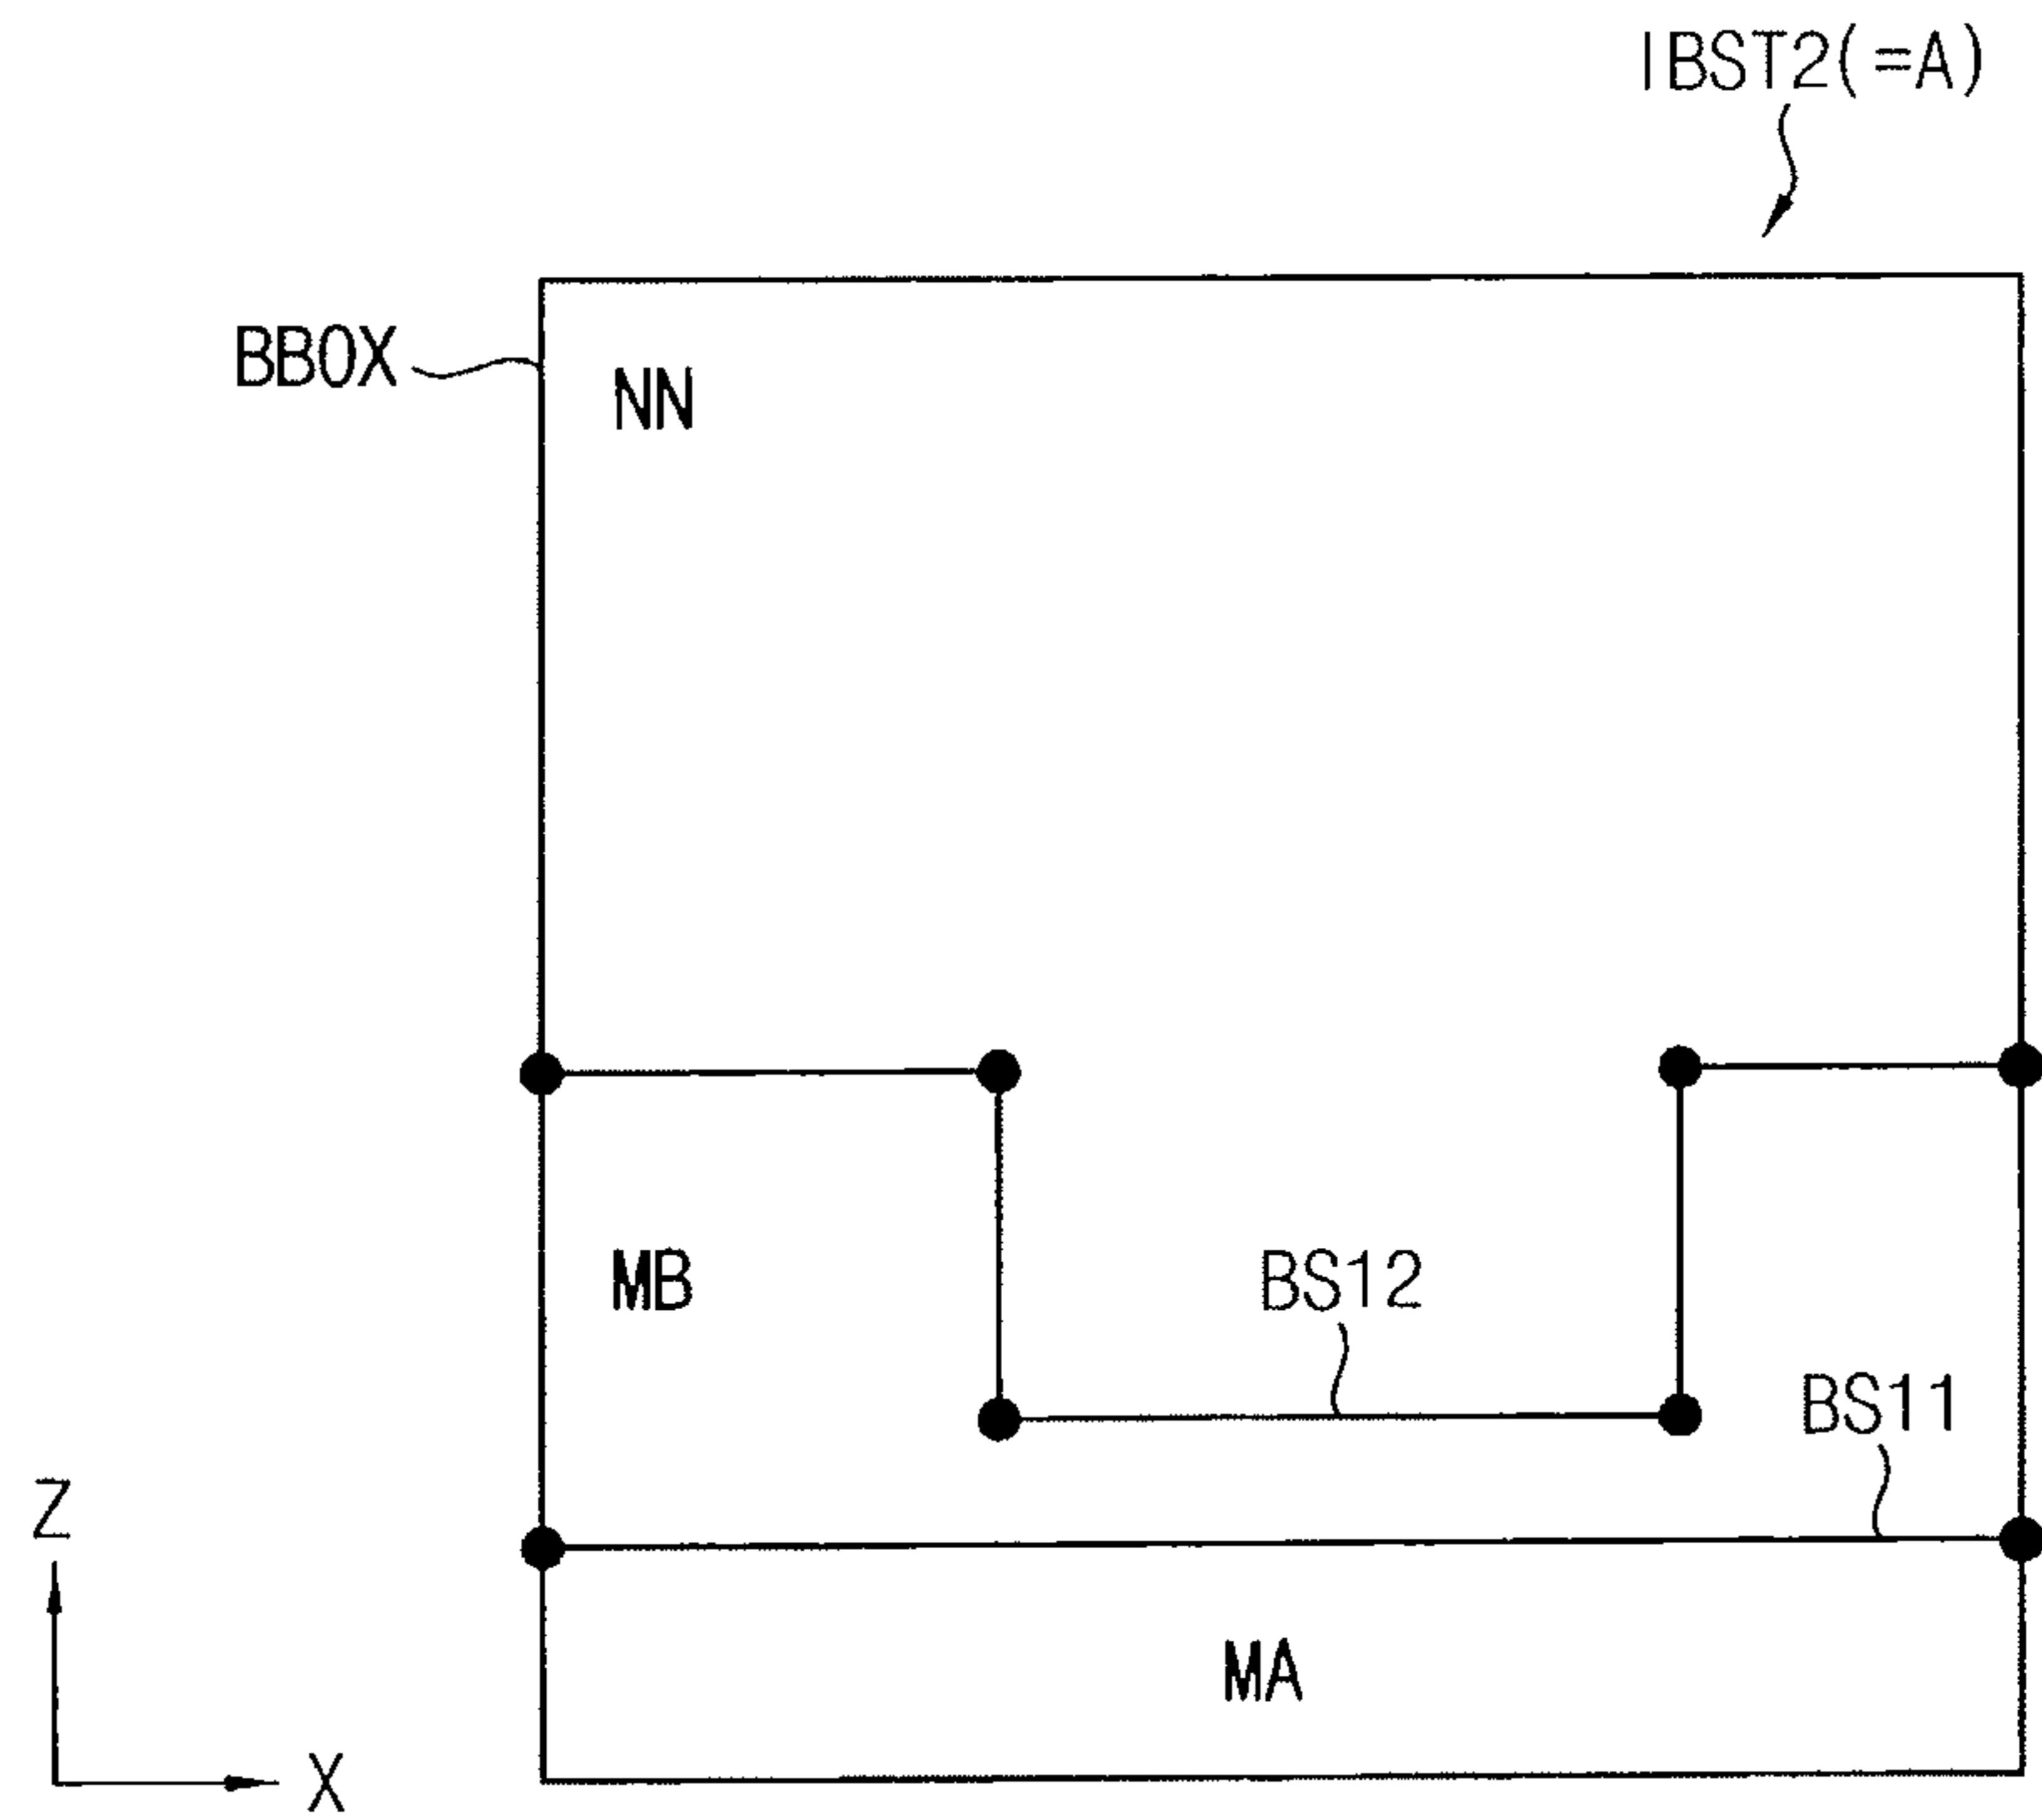 IBST2(=A)
BBOX
NN
MB
BS12
BS11
Z
MA
X